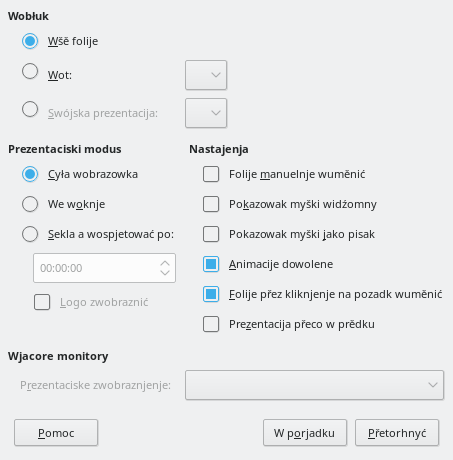 Wobłuk
Wšě folije
Wot:
Swójska prezentacija:
Prezentaciski modus
Nastajenja
Cyła wobrazowka
Folije manuelnje wuměnić
We woknje
Pokazowak myški widźomny
Sekla a wospjetować po:
Pokazowak myški jako pisak
00:00:00
Animacije dowolene
Logo zwobraznić
Folije přez kliknjenje na pozadk wuměnić
Prezentacija přeco w prědku
Wjacore monitory
Prezentaciske zwobraznjenje:
Pomoc
W porjadku
Přetorhnyć